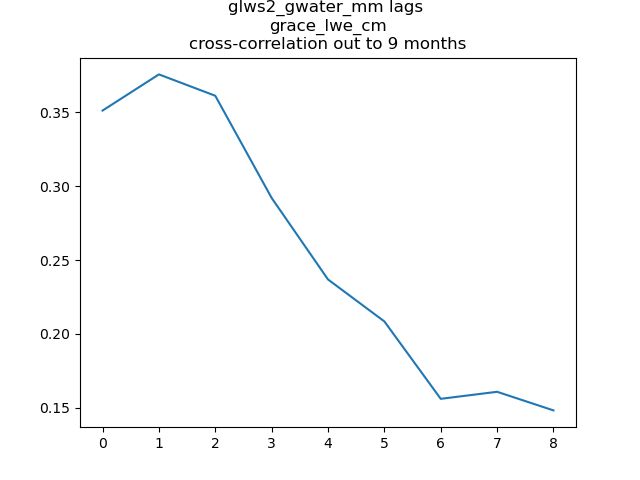 glws2_gwater_mm lags
grace_lwe_cm
cross-correlation out to 9 months
0.35
0.30
0.25
0.20
0.15
0 1 2 3 4 5 6 7 8